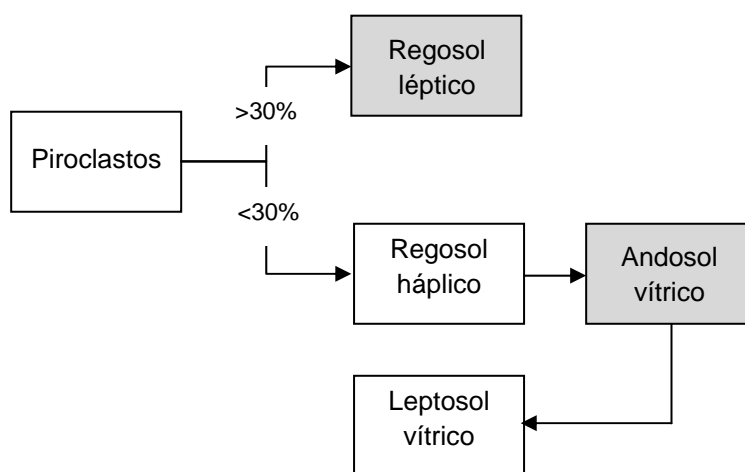 Regosol
léptico
>30%
Piroclastos
<30%
Regosol
háplico
Andosol
vítrico
Leptosol
vítrico